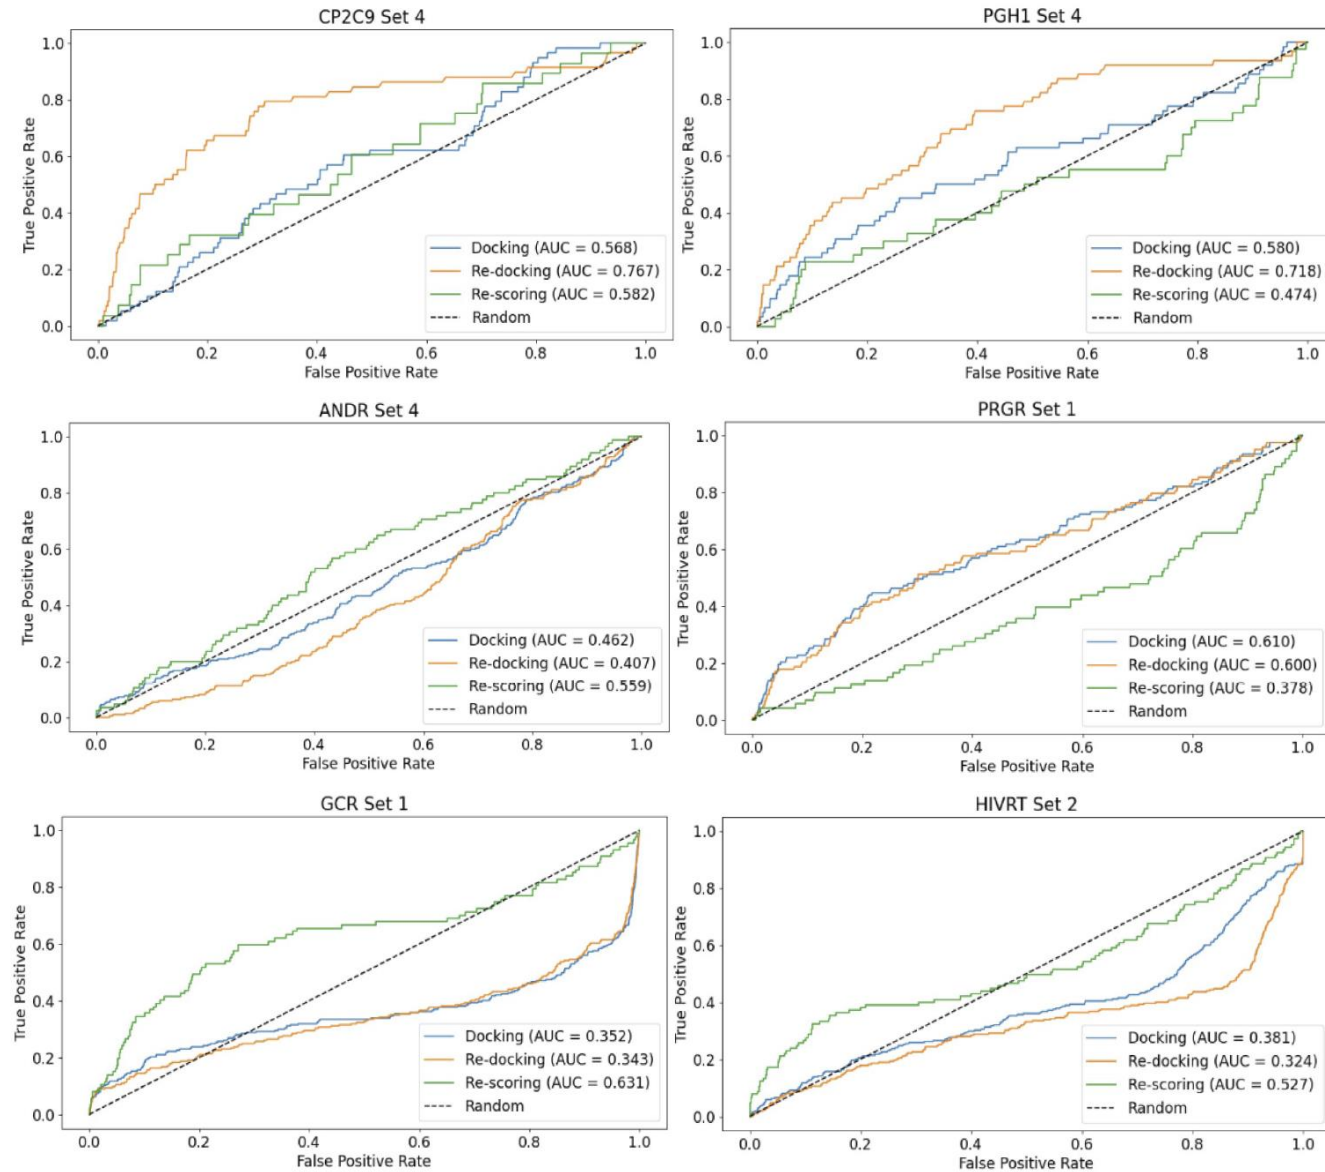 CP2C9 Set 4
True Positive Rate
1.0
0.8
0.6
0.4
0.2
0.0
Docking (AUC = 0.568)
Re-docking (AUC = 0.767)
Re-scoring (AUC = 0.582)
Random
0.0 0.2 0.4 0.6 0.8 1.0
False Positive Rate
PGH1 Set 4
True Positive Rate
1.0
0.8
0.6
0.4
0.2
0.0
Docking (AUC = 0.580)
Re-docking (AUC = 0.718)
Re-scoring (AUC = 0.474)
Random
0.0 0.2 0.4 0.6 0.8 1.0
False Positive Rate
ANDR Set 4
True Positive Rate
1.0
0.8
0.6
0.4
0.2
0.0
Docking (AUC = 0.462)
Re-docking (AUC = 0.407)
Re-scoring (AUC = 0.559)
Random
0.0 0.2 0.4 0.6 0.8 1.0
False Positive Rate
PRGR Set 1
True Positive Rate
1.0
0.8
0.6
0.4
0.2
0.0
Docking (AUC = 0.610)
Re-docking (AUC = 0.600)
Re-scoring (AUC = 0.378)
Random
0.0 0.2 0.4 0.6 0.8 1.0
False Positive Rate
GCR Set 1
True Positive Rate
1.0
0.8
0.6
0.4
0.2
0.0
Docking (AUC = 0.352)
Re-docking (AUC = 0.343)
Re-scoring (AUC = 0.631)
Random
0.0 0.2 0.4 0.6 0.8 1.0
False Positive Rate
HIVRT Set 2
True Positive Rate
1.0
0.8
0.6
0.4
0.2
0.0
Docking (AUC = 0.381)
Re-docking (AUC = 0.324)
Re-scoring (AUC = 0.527)
Random
0.0 0.2 0.4 0.6 0.8 1.0
False Positive Rate